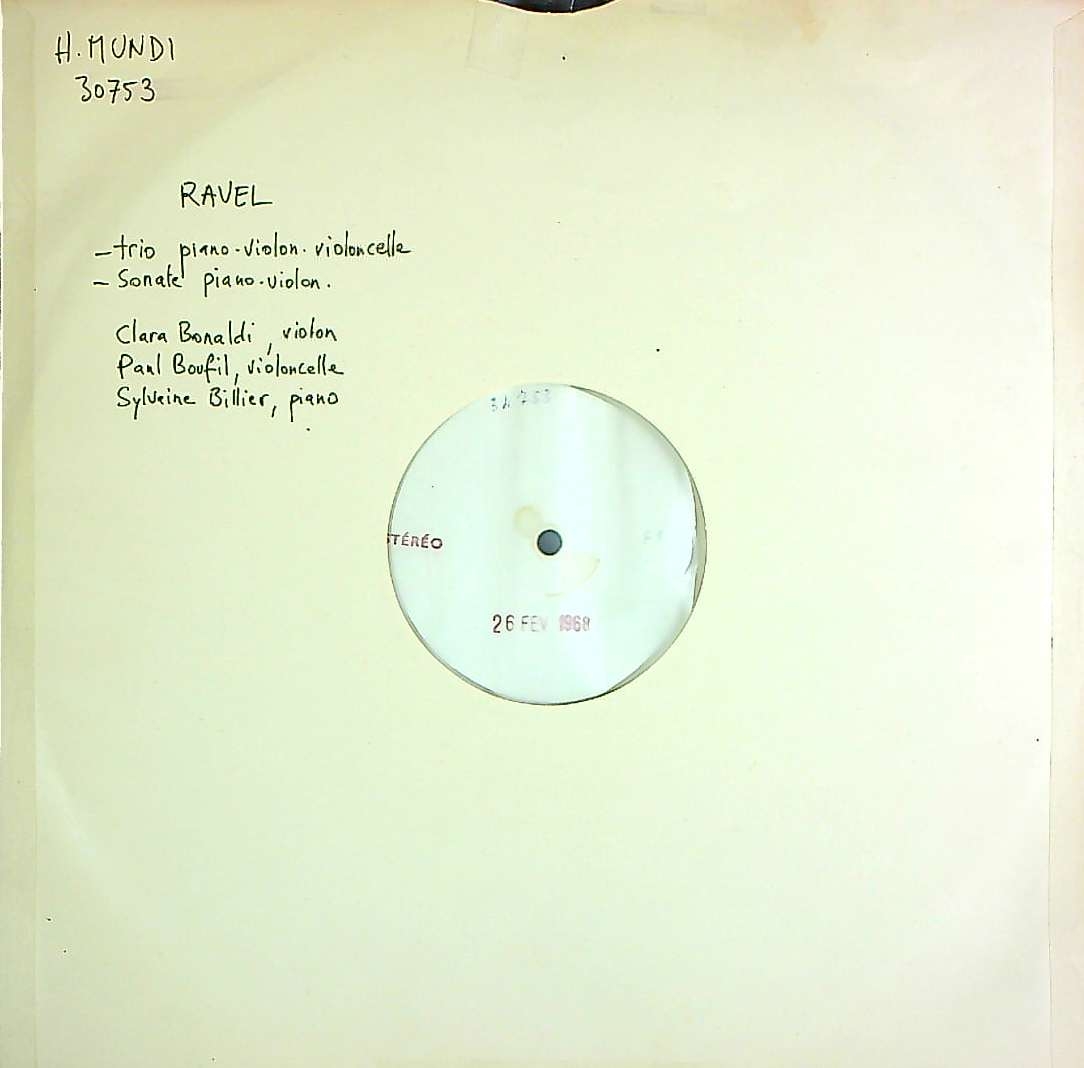 H. MUNDI
30753
RAVEL
- trio piano.violon.violoncelle
- Sonate piano.violon.
Clara Bonaldi, violon
Paul Boufil, violoncelle
Sylvaine Billier, piano
STÉRÉO
26 FEV 1968